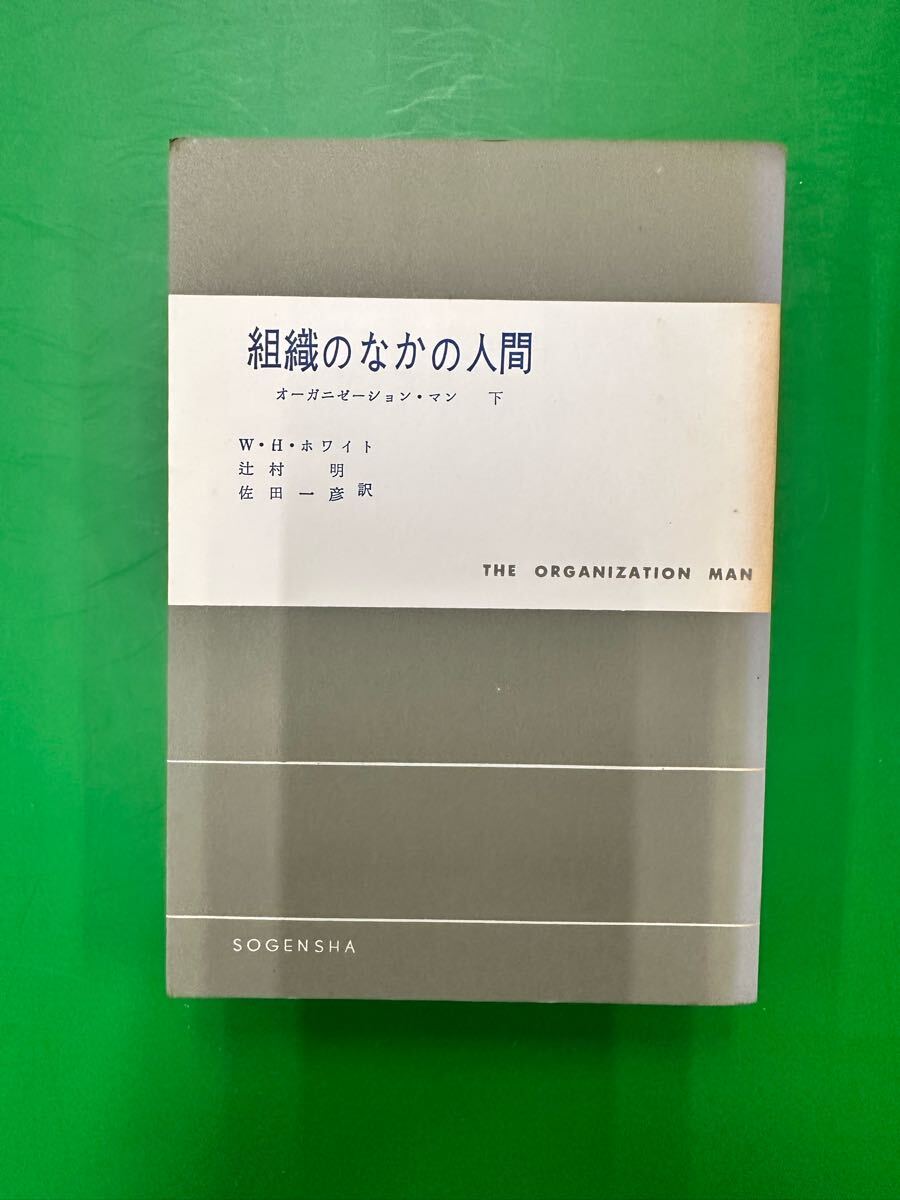 組織のなかの人間
オーガニゼーション・マン 下
W・H・ホワイト
辻村 明
佐田一彦訳
THE ORGANIZATION MAN
SOGENSHA